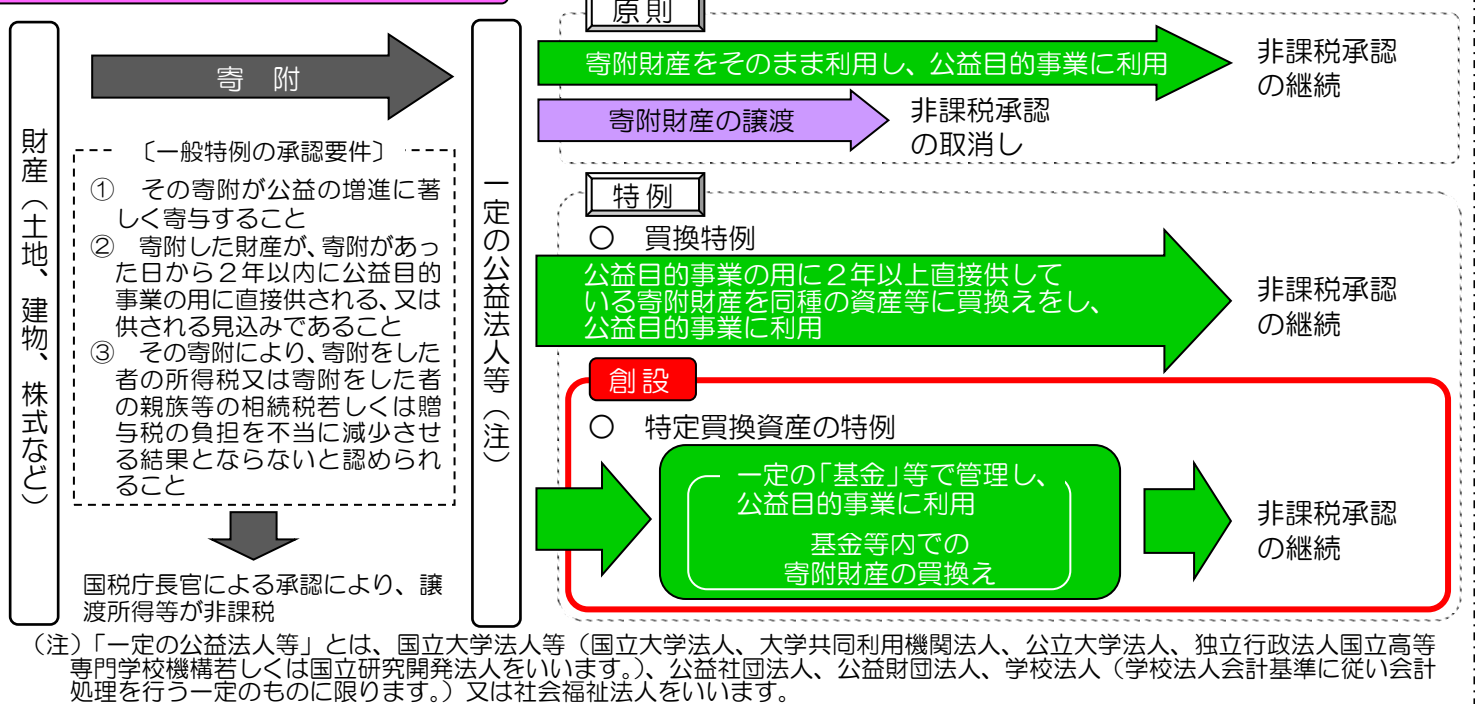 財産（土地、建物、株式など）
寄　附
〔一般特例の承認要件〕
①　その寄附が公益の増進に著
しく寄与すること
②　寄附した財産が、寄附があっ
た日から２年以内に公益目的
事業の用に直接供される、又は
供される見込みであること
③　その寄附により、寄附をした
者の所得税又は寄附をした者
の親族等の相続税若しくは贈
与税の負担を不当に減少させ
る結果とならないと認められ
ること
国税庁長官による承認により、譲
渡所得等が非課税
一定の公益法人等（注）
原則
寄附財産をそのまま利用し、公益目的事業に利用
非課税承認
の継続
寄附財産の譲渡
非課税承認
の取消し
特例
○　買換特例
公益目的事業の用に２年以上直接供して
いる寄附財産を同種の資産等に買換えをし、
公益目的事業に利用
非課税承認
の継続
創設
○　特定買換資産の特例
一定の「基金」等で管理し、
公益目的事業に利用
基金等内での
寄附財産の買換え
非課税承認
の継続
（注）「一定の公益法人等」とは、国立大学法人等（国立大学法人、大学共同利用機関法人、公立大学法人、独立行政法人国立高等
専門学校機構若しくは国立研究開発法人をいいます。）、公益社団法人、公益財団法人、学校法人（学校法人会計基準に従い会計
処理を行う一定のものに限ります。）又は社会福祉法人をいいます。